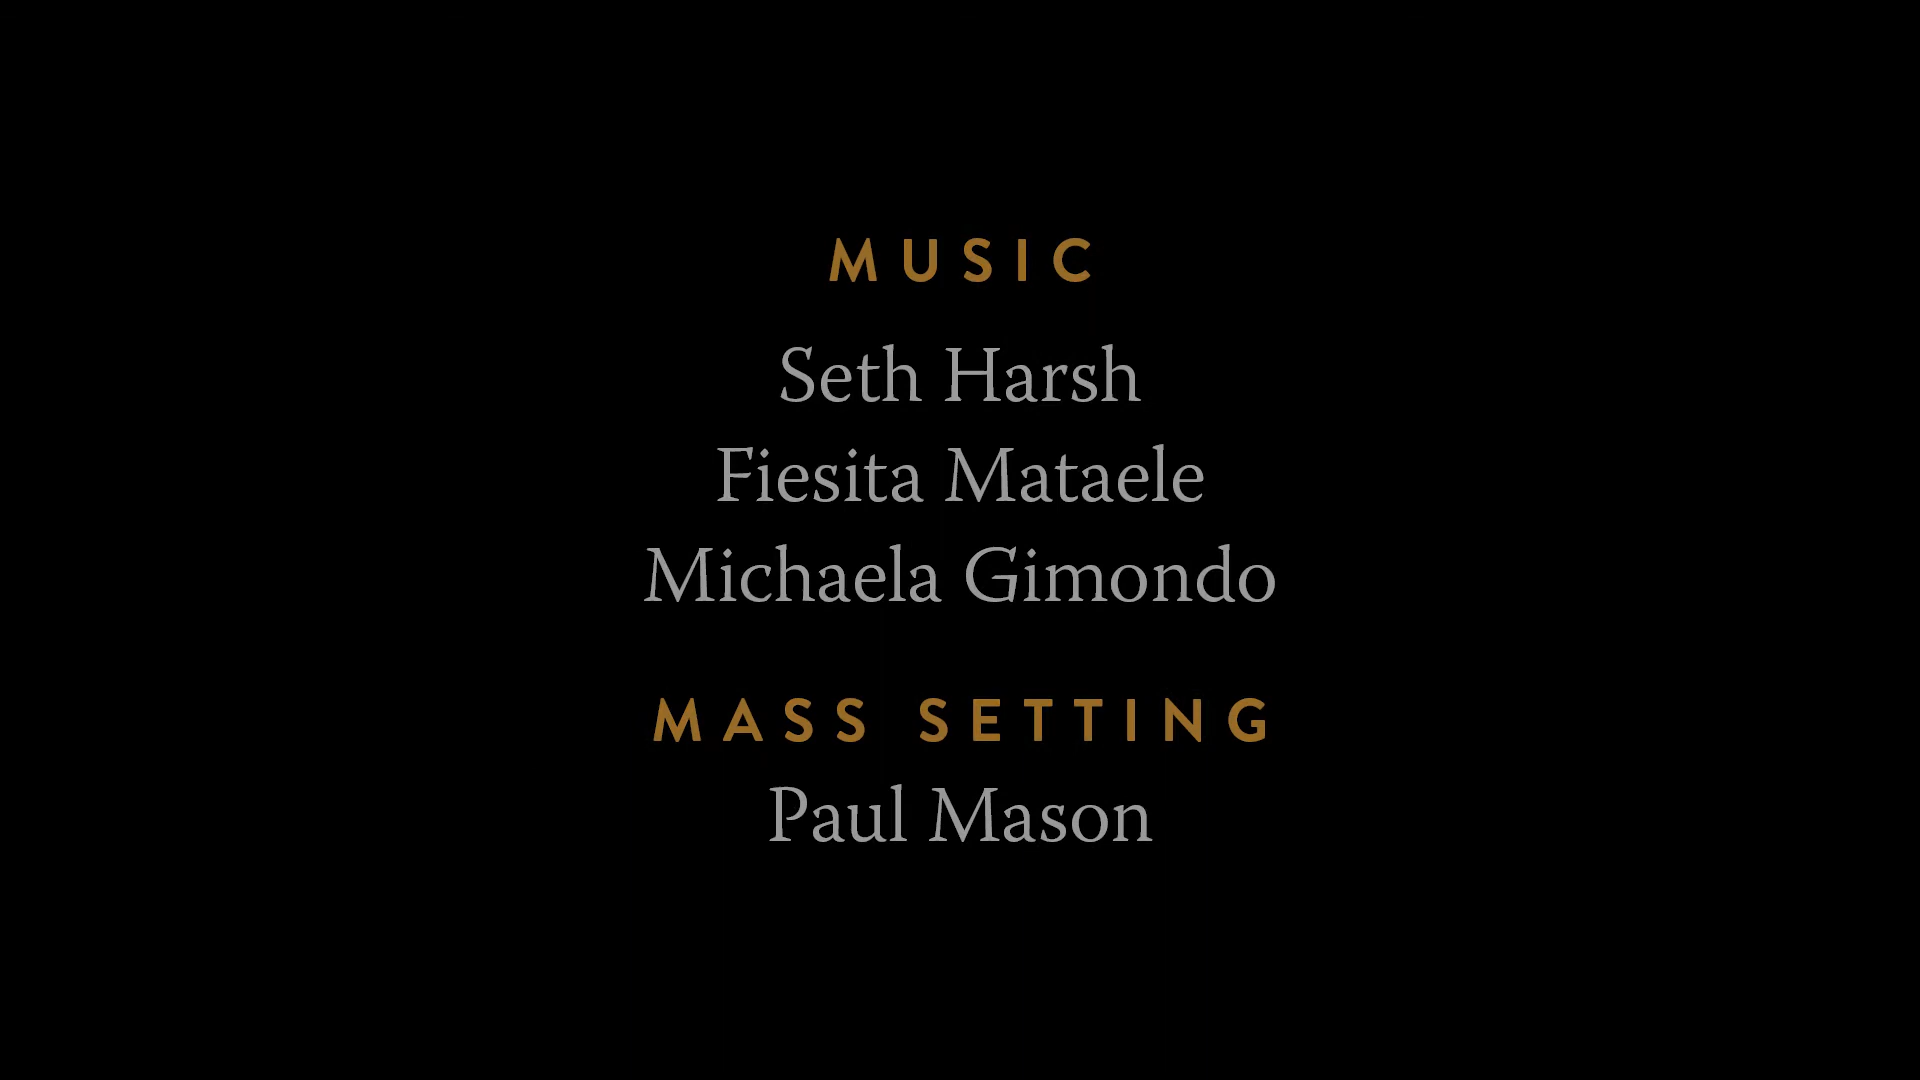 MUSIC
Seth Harsh
Fiesita Mataele
Michaela Gimondo
MASS SETTING
Paul Mason